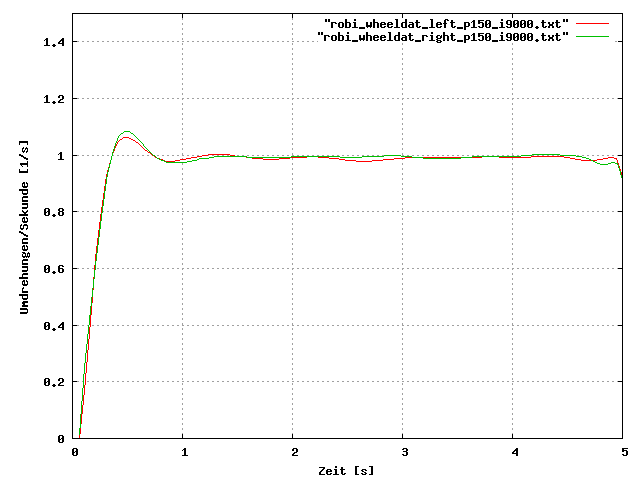 "robi_wheeldat_left_p150_i9000.txt"
"robi_wheeldat_right_p150_i9000.txt"
1.4
1.2
1
0.8
0.6
0.4
0.2
0
Umdrehungen/Sekunde [1/s]
0 1 2 3 4 5
Zeit [s]